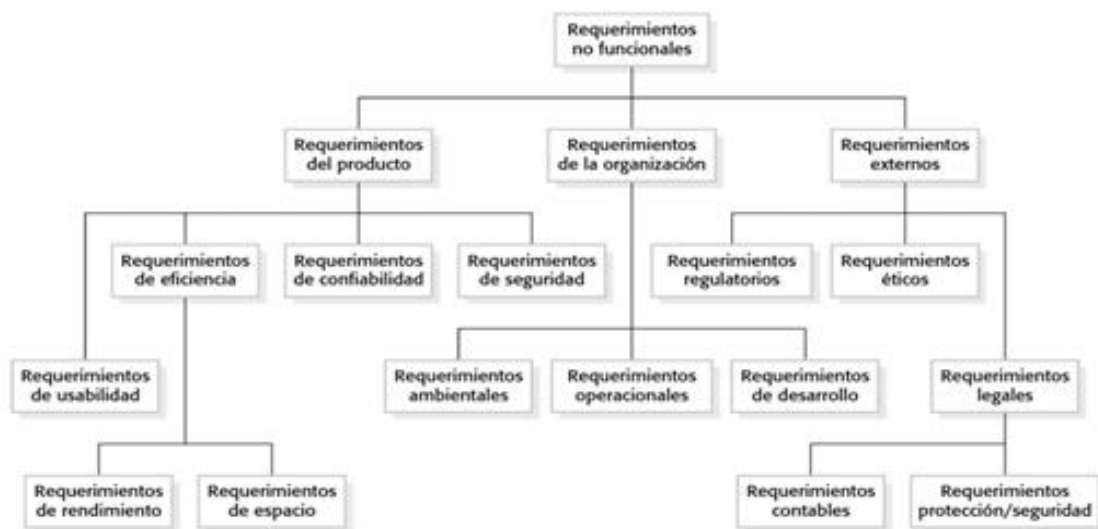 Requerimientos
no funcionales
Requerimientos
del producto
Requerimientos
de la organización
Requerimientos
externos
Requerimientos
de eficiencia
Requerimientos
de confiabilidad
Requerimientos
de seguridad
Requerimientos
regulatorios
Requerimientos
éticos
Requerimientos
de usabilidad
Requerimientos
ambientales
Requerimientos
operacionales
Requerimientos
de desarrollo
Requerimientos
legales
Requerimientos
de rendimiento
Requerimientos
de espacio
Requerimientos
contables
Requerimientos
protección/seguridad